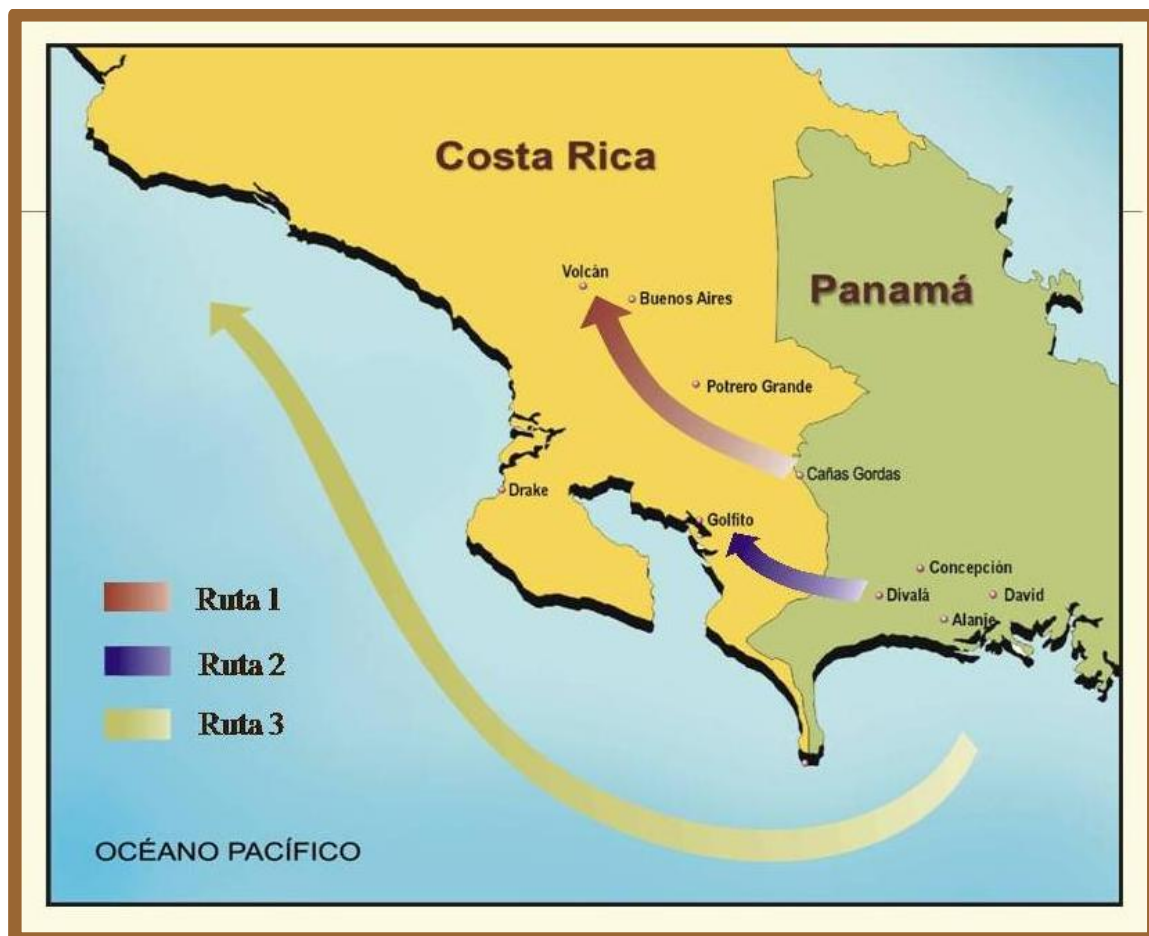 Costa Rica
Panamá
Volcán
Buenos Aires
Potrero Grande
Cañas Gordas
Drake
Golfito
Concepción
Divalá
David
Alanje
Ruta 1
Ruta 2
Ruta 3
OCÉANO PACÍFICO